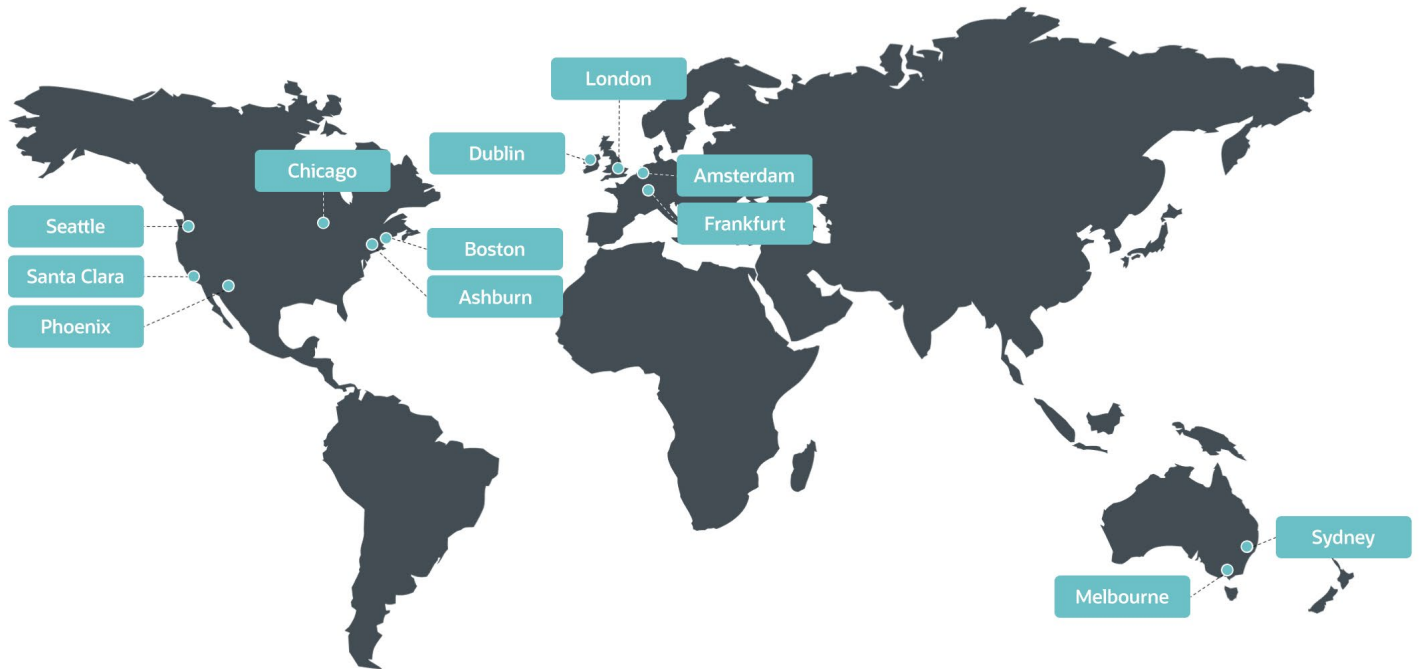 London
Dublin
Chicago
Amsterdam
Seattle
Frankfurt
Boston
Santa Clara
Ashburn
Phoenix
Sydney
Melbourne